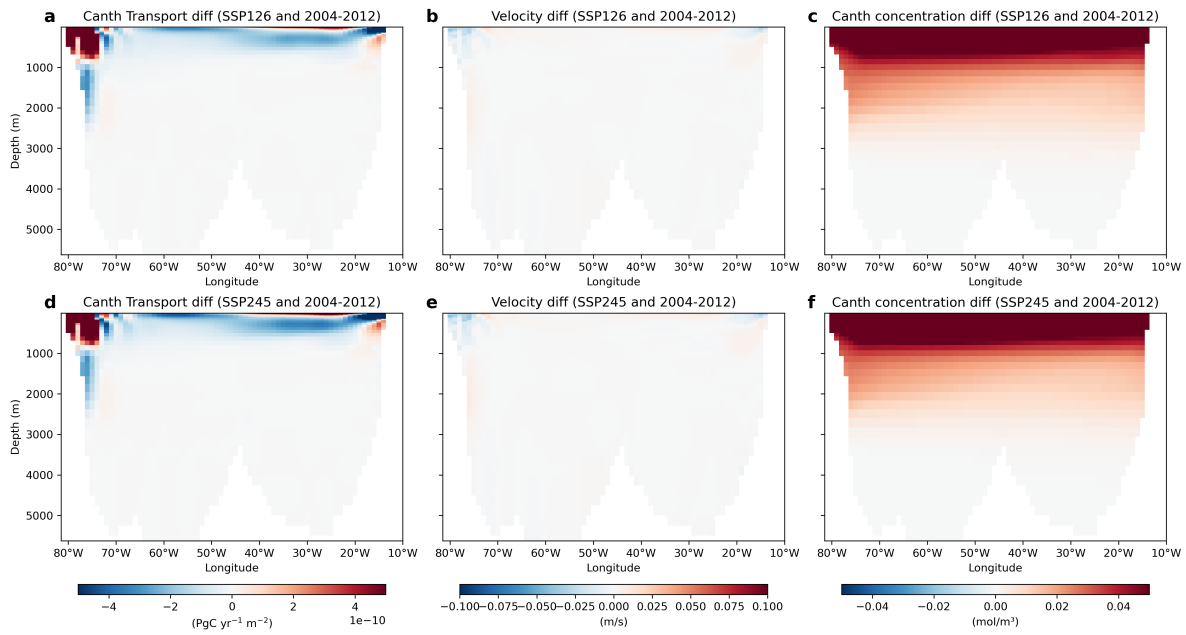 a Canth Transport diff (SSP126 and 2004-2012)
b Velocity diff (SSP126 and 2004-2012)
c Canth concentration diff (SSP126 and 2004-2012)
Depth (m)
1000
2000
3000
4000
5000
80°W 70°W 60°W 50°W 40°W 30°W 20°W 10°W
Longitude
80°W 70°W 60°W 50°W 40°W 30°W 20°W 10°W
Longitude
80°W 70°W 60°W 50°W 40°W 30°W 20°W 10°W
Longitude
d Canth Transport diff (SSP245 and 2004-2012)
e Velocity diff (SSP245 and 2004-2012)
f Canth concentration diff (SSP245 and 2004-2012)
Depth (m)
1000
2000
3000
4000
5000
80°W 70°W 60°W 50°W 40°W 30°W 20°W 10°W
Longitude
80°W 70°W 60°W 50°W 40°W 30°W 20°W 10°W
Longitude
80°W 70°W 60°W 50°W 40°W 30°W 20°W 10°W
Longitude
−4 −2 0 2 4
1e−10
(PgC yr⁻¹ m⁻²)
−0.100 −0.075 −0.050 −0.025 0.000 0.025 0.050 0.075 0.100
(m/s)
−0.04 −0.02 0.00 0.02 0.04
(mol/m³)